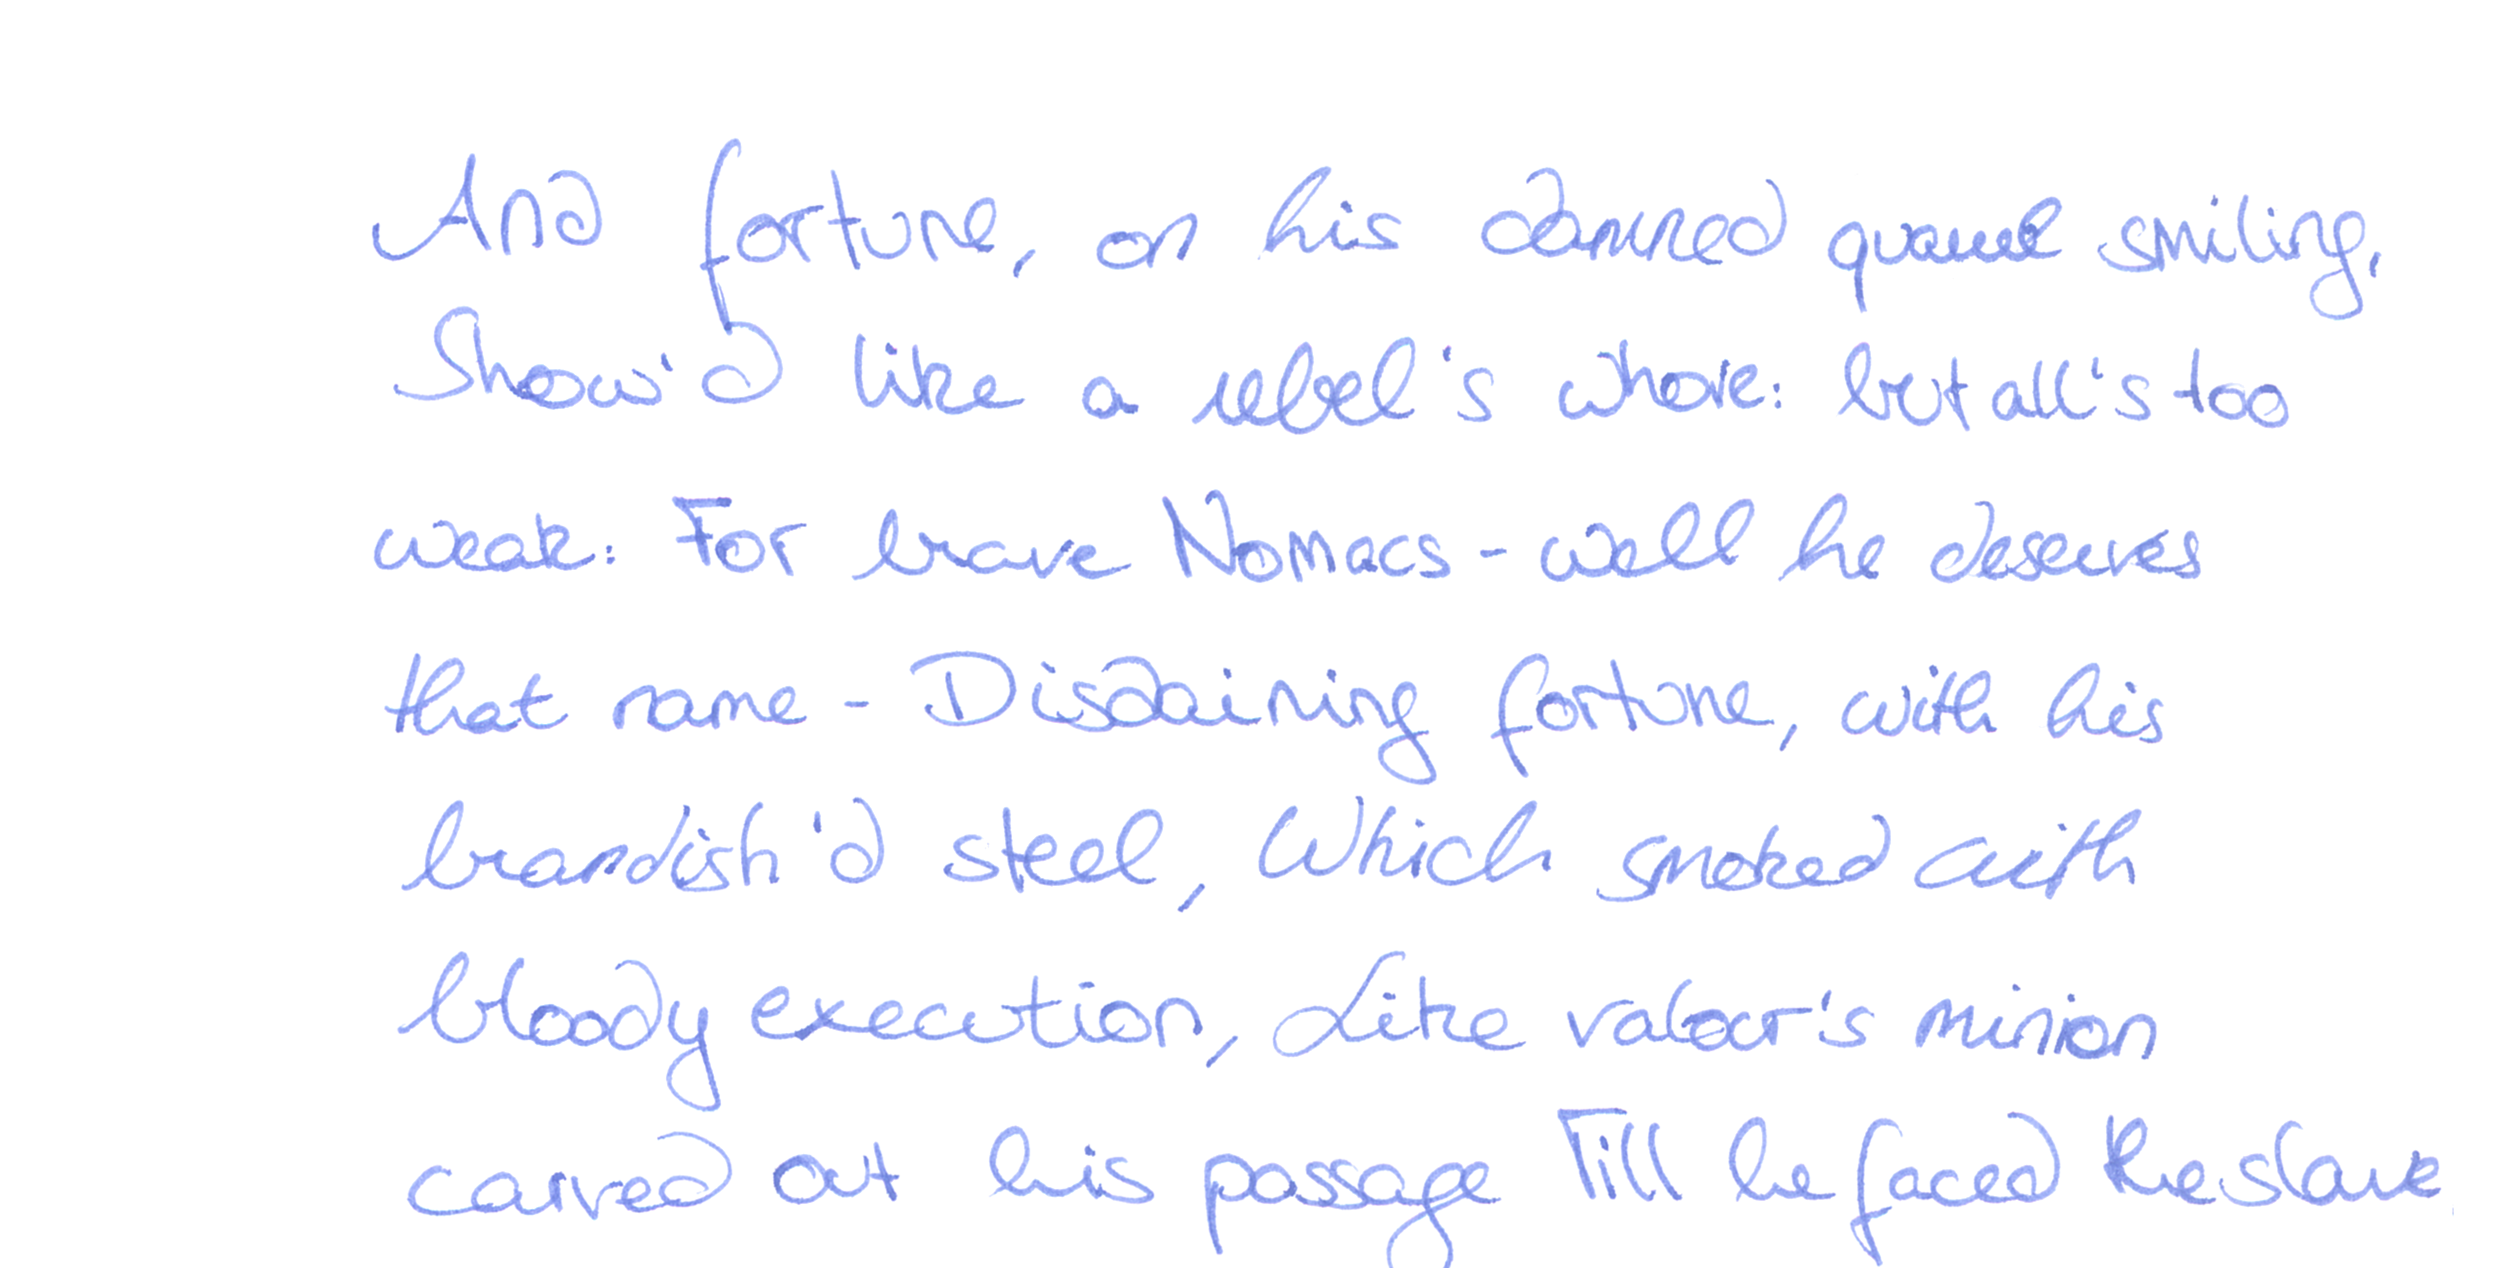 And fortune, on his damned quarrel smiling,
Show'd like a rebel's whore: but all's too
weak: For brave Nomacs - well he deserves
that name - Disdaining fortune, with his
brandish'd steel, Which smoked with
bloody execution, Like valour's minion
carved out his passage Till he faced the slave